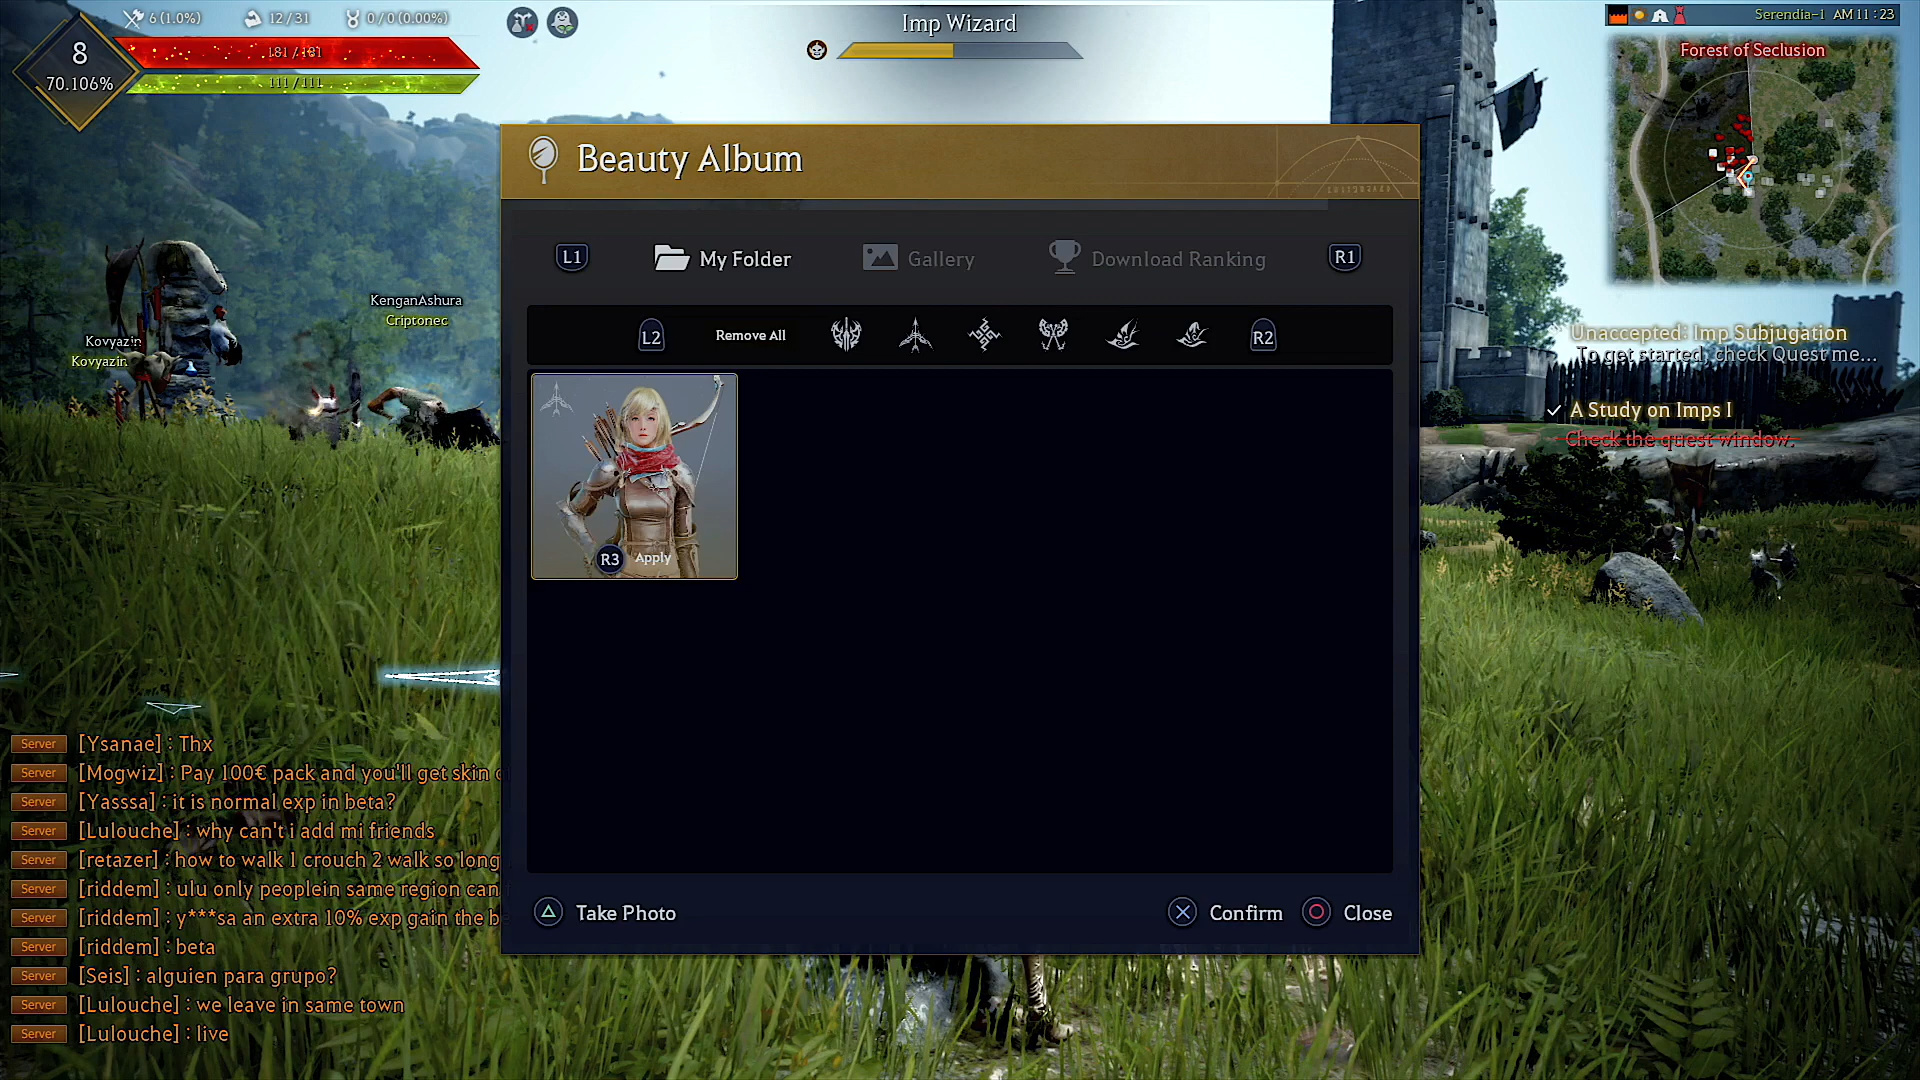 6 (1.0%) 12 / 31 0 / 0 (0.00%)
8
70.106%
181 / 181
111 / 111
Imp Wizard
Serendia-1 AM 11 : 23
Forest of Seclusion
Beauty Album
L1 My Folder Gallery Download Ranking R1
L2 Remove All R2
R3 Apply
Take Photo Confirm Close
KenganAshura
Criptonec
Kovyazin
Kovyazin
Unaccepted: Imp Subjugation
To get started, check Quest me...
A Study on Imps I
Check the quest window.
Server [Ysanae] : Thx
Server [Mogwiz] : Pay 100€ pack and you'll get skin
Server [Yasssa] : it is normal exp in beta?
Server [Lulouche] : why can't i add mi friends
Server [retazer] : how to walk 1 crouch 2 walk so long
Server [riddem] : ulu only peoplein same region can
Server [riddem] : y***sa an extra 10% exp gain the be
Server [riddem] : beta
Server [Seis] : alguien para grupo?
Server [Lulouche] : we leave in same town
Server [Lulouche] : live